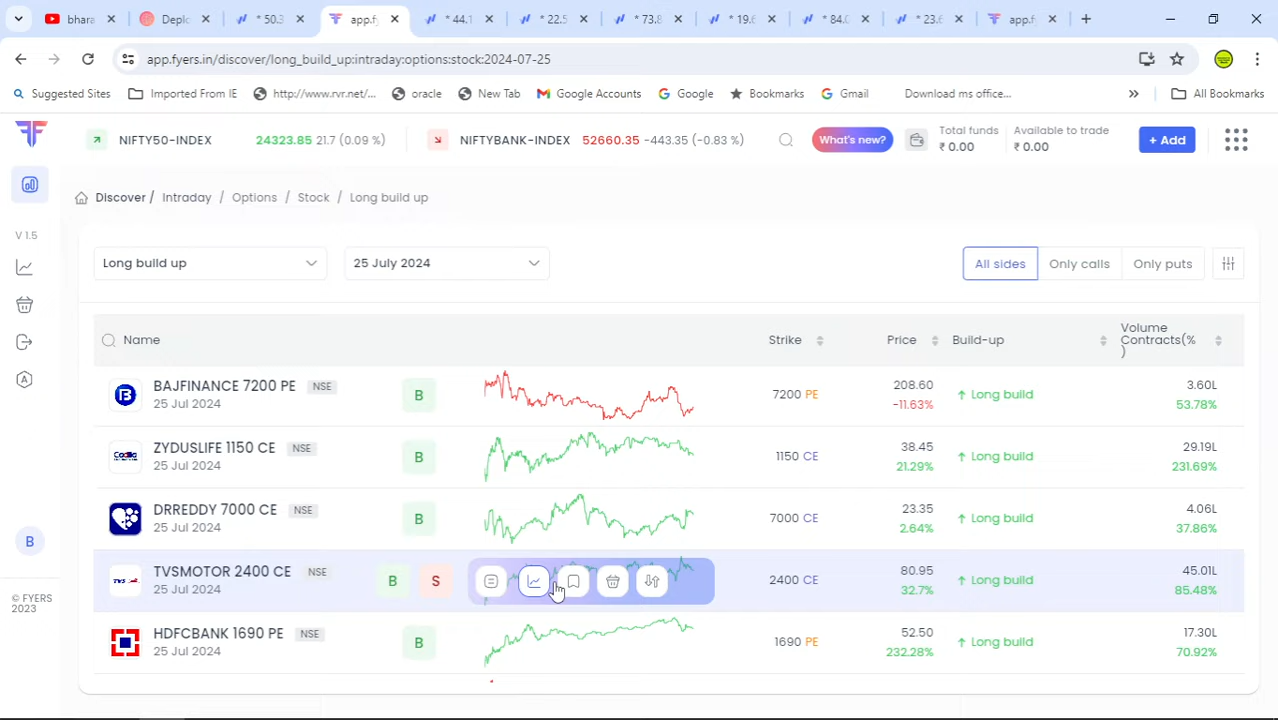 bhara
Deplo
* 50.3
app.fy
* 44.1
* 22.5
* 73.8
* 19.6
* 84.0
* 23.6
app.fy
app.fyers.in/discover/long_build_up:intraday:options:stock:2024-07-25
Suggested Sites
Imported From IE
http://www.rvr.net/...
oracle
New Tab
Google Accounts
Google
Bookmarks
Gmail
Download ms office...
»
All Bookmarks
NIFTY50-INDEX 24323.85 21.7 (0.09 %)
NIFTYBANK-INDEX 52660.35 -443.35 (-0.83 %)
What's new?
Total funds
₹ 0.00
Available to trade
₹ 0.00
+ Add
Discover / Intraday / Options / Stock / Long build up
V 1.5
Long build up
25 July 2024
All sides
Only calls
Only puts
Name
Strike
Price
Build-up
Volume
Contracts(%
)
BAJFINANCE 7200 PE NSE
25 Jul 2024
B
7200 PE
208.60
-11.63%
Long build
3.60L
53.78%
ZYDUSLIFE 1150 CE NSE
25 Jul 2024
B
1150 CE
38.45
21.29%
Long build
29.19L
231.69%
DRREDDY 7000 CE NSE
25 Jul 2024
B
7000 CE
23.35
2.64%
Long build
4.06L
37.86%
TVSMOTOR 2400 CE NSE
25 Jul 2024
B
S
2400 CE
80.95
32.7%
Long build
45.01L
85.48%
HDFCBANK 1690 PE NSE
25 Jul 2024
B
1690 PE
52.50
232.28%
Long build
17.30L
70.92%
B
© FYERS
2023